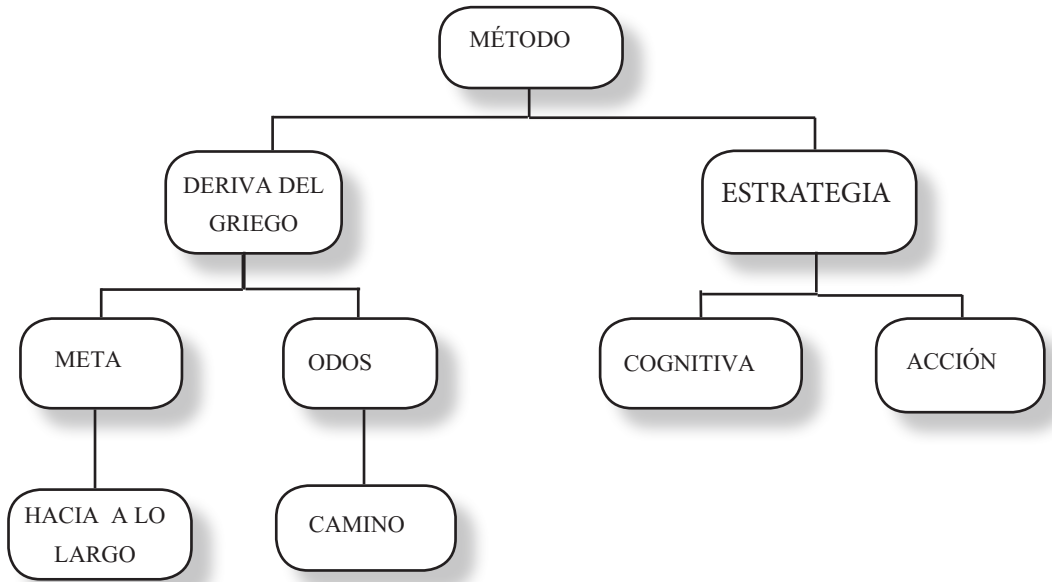 MÉTODO
DERIVA DEL
GRIEGO
ESTRATEGIA
META
ODOS
COGNITIVA
ACCIÓN
HACIA A LO
LARGO
CAMINO